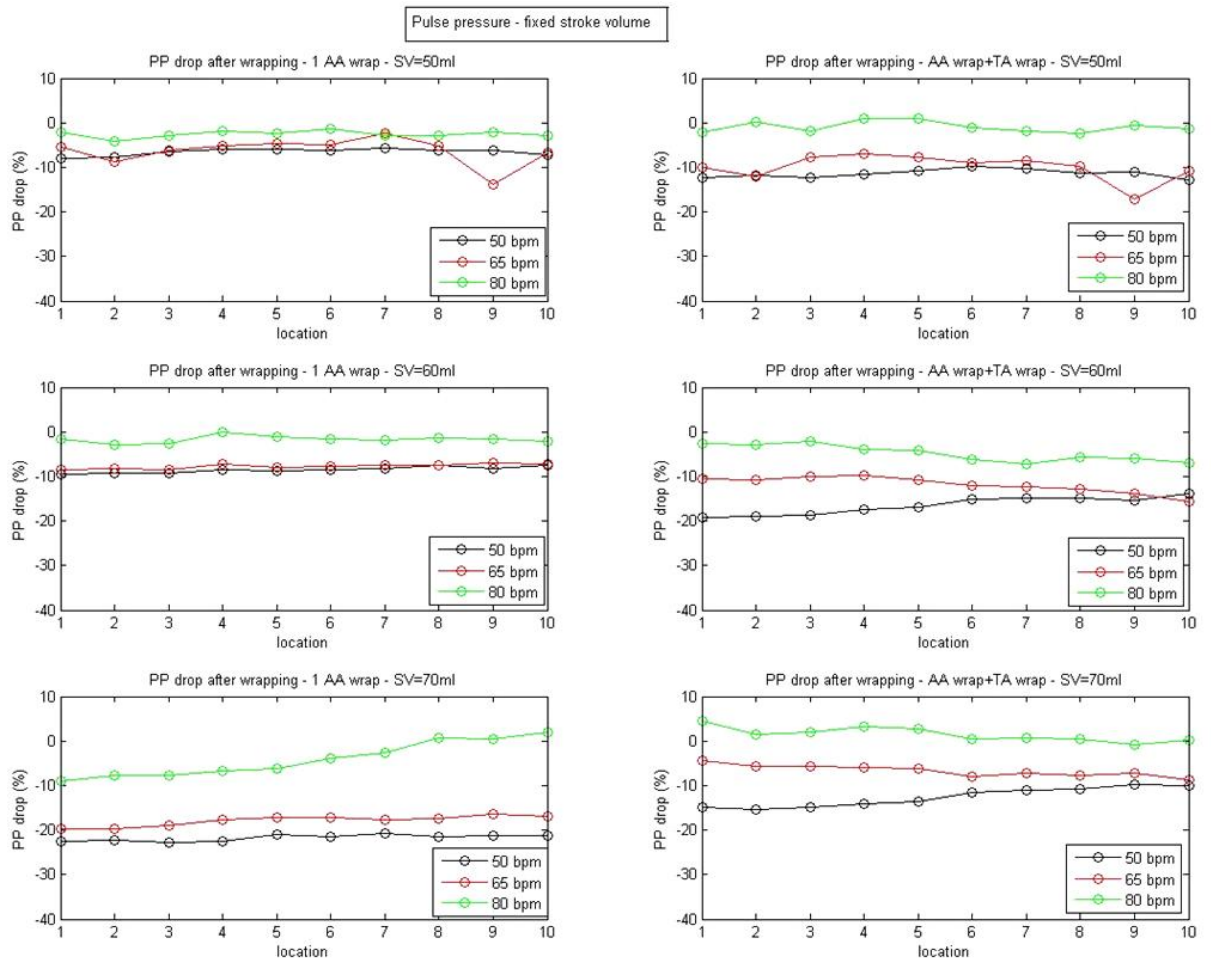 Pulse pressure - fixed stroke volume
PP drop after wrapping - 1 AA wrap - SV=50ml
10
0
-10
-20
-30
-40
PP drop (%)
50 bpm
65 bpm
80 bpm
1 2 3 4 5 6 7 8 9 10
location
PP drop after wrapping - AA wrap+TA wrap - SV=50ml
10
0
-10
-20
-30
-40
PP drop (%)
50 bpm
65 bpm
80 bpm
1 2 3 4 5 6 7 8 9 10
location
PP drop after wrapping - 1 AA wrap - SV=60ml
10
0
-10
-20
-30
-40
PP drop (%)
50 bpm
65 bpm
80 bpm
1 2 3 4 5 6 7 8 9 10
location
PP drop after wrapping - AA wrap+TA wrap - SV=60ml
10
0
-10
-20
-30
-40
PP drop (%)
50 bpm
65 bpm
80 bpm
1 2 3 4 5 6 7 8 9 10
location
PP drop after wrapping - 1 AA wrap - SV=70ml
10
0
-10
-20
-30
-40
PP drop (%)
50 bpm
65 bpm
80 bpm
1 2 3 4 5 6 7 8 9 10
location
PP drop after wrapping - AA wrap+TA wrap - SV=70ml
10
0
-10
-20
-30
-40
PP drop (%)
50 bpm
65 bpm
80 bpm
1 2 3 4 5 6 7 8 9 10
location